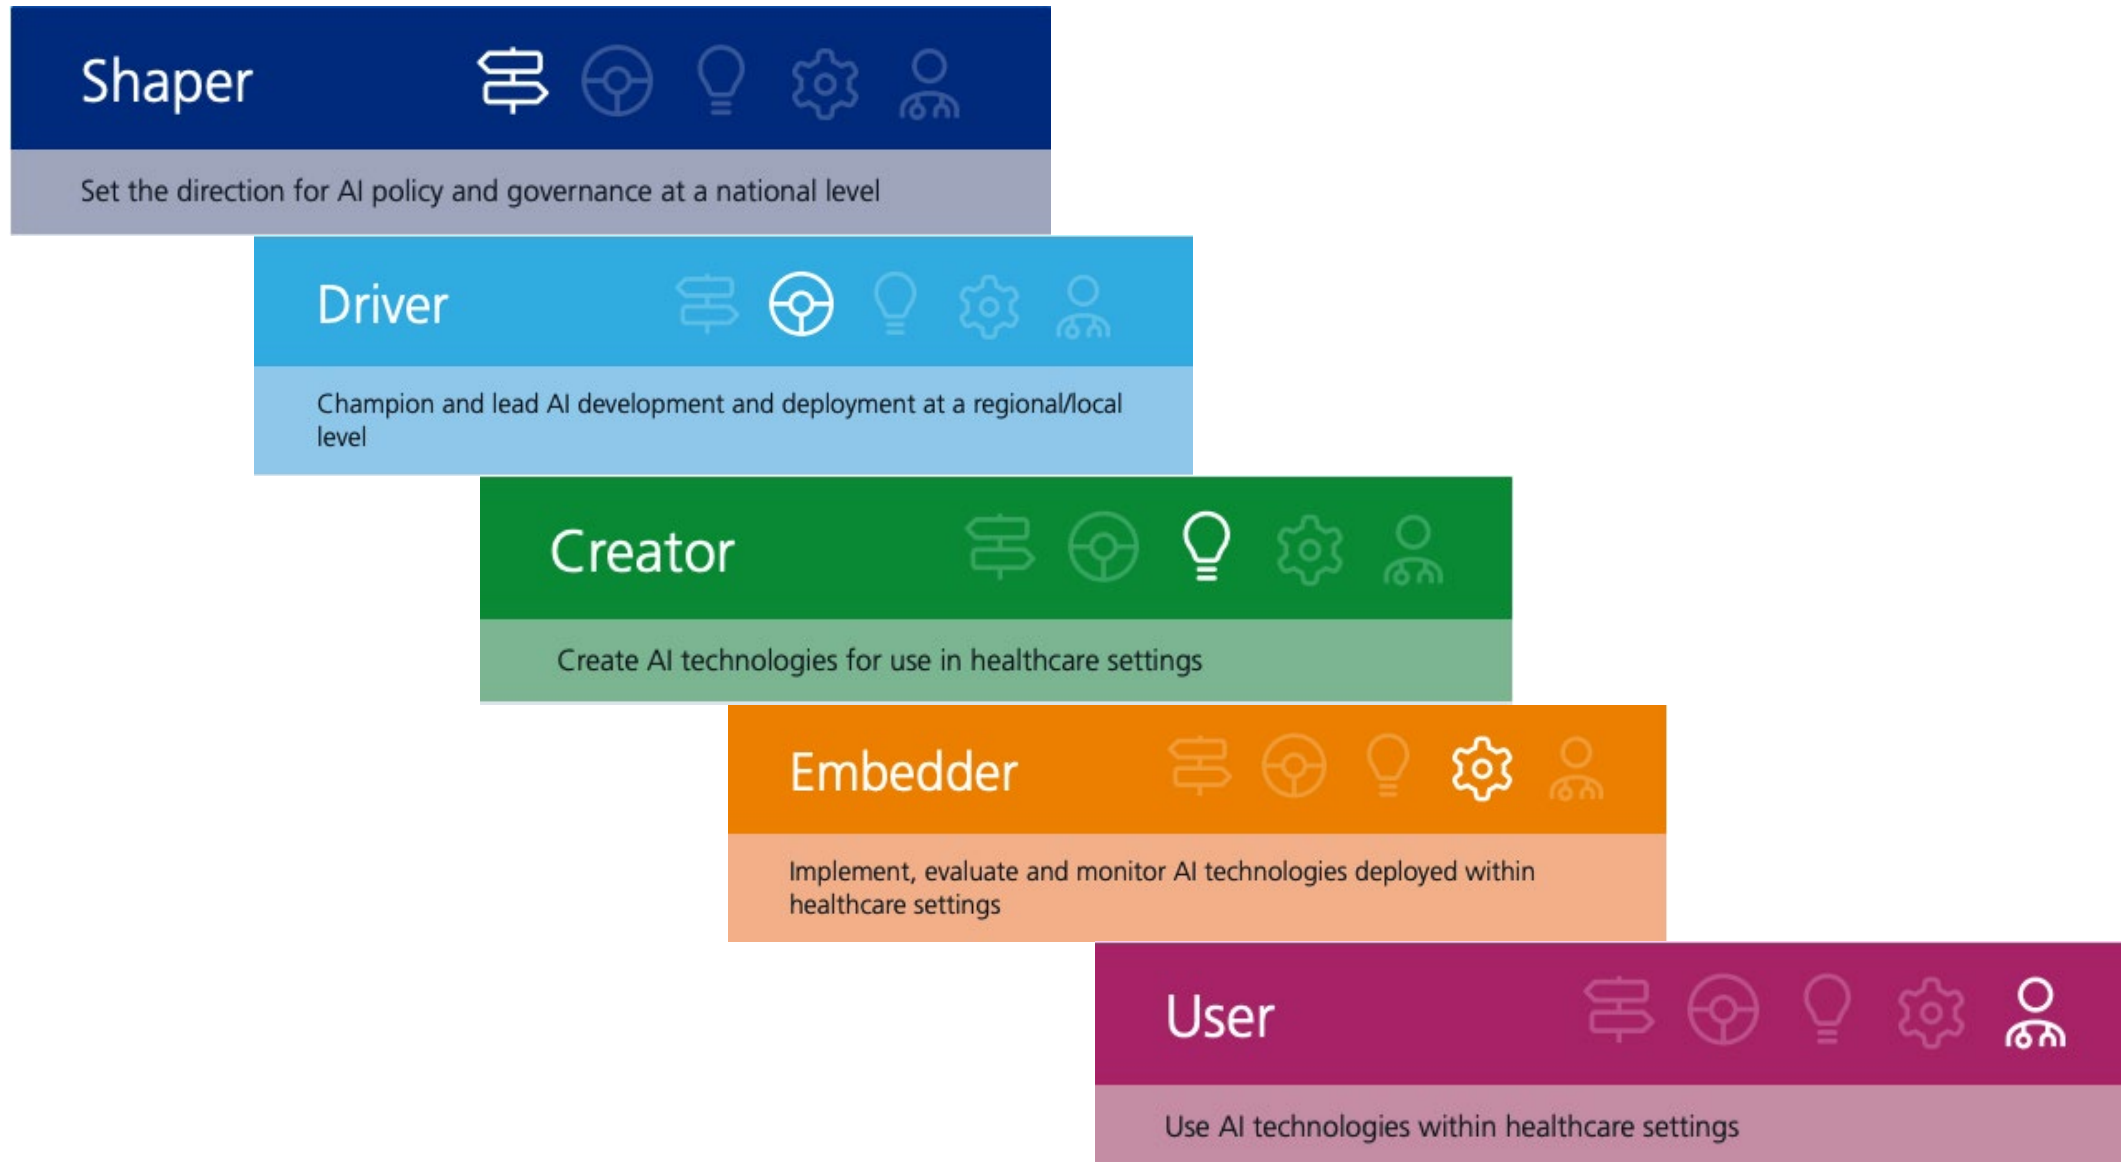 Shaper
Set the direction for AI policy and governance at a national level
Driver
Champion and lead AI development and deployment at a regional/local
level
Creator
Create AI technologies for use in healthcare settings
Embedder
Implement, evaluate and monitor AI technologies deployed within
healthcare settings
User
Use AI technologies within healthcare settings